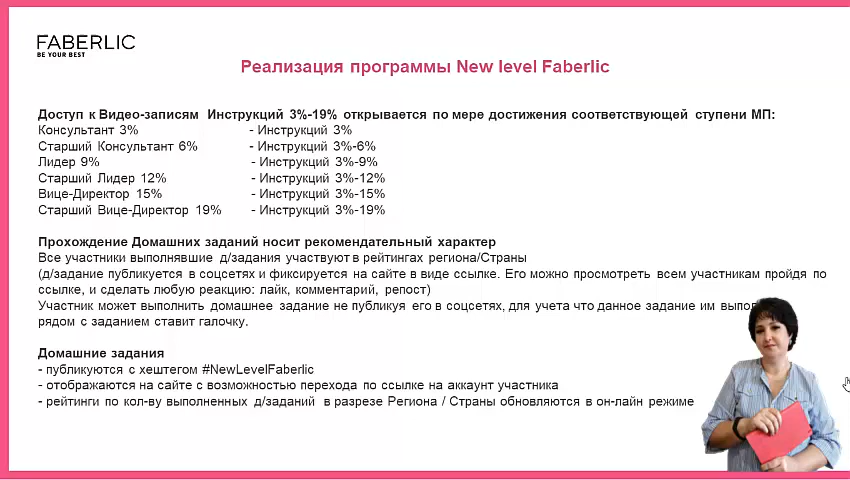 FABERLIC
BE YOUR BEST
Реализация программы New level Faberlic
Доступ к Видео-записям Инструкций 3%-19% открывается по мере достижения соответствующей ступени МП:
Консультант 3% - Инструкций 3%
Старший Консультант 6% - Инструкций 3%-6%
Лидер 9% - Инструкций 3%-9%
Старший Лидер 12% - Инструкций 3%-12%
Вице-Директор 15% - Инструкций 3%-15%
Старший Вице-Директор 19% - Инструкций 3%-19%
Прохождение Домашних заданий носит рекомендательный характер
Все участники выполнявшие д/задания участвуют в рейтингах региона/Страны
(д/задание публикуется в соцсетях и фиксируется на сайте в виде ссылке. Его можно просмотреть всем участникам пройдя по
ссылке, и сделать любую реакцию: лайк, комментарий, репост)
Участник может выполнить домашнее задание не публикуя его в соцсетях, для учета что данное задание им
рядом с заданием ставит галочку.
Домашние задания
- публикуются с хештегом #NewLevelFaberlic
- отображаются на сайте с возможностью перехода по ссылке на аккаунт участника
- рейтинги по кол-ву выполненных д/заданий в разрезе Региона / Страны обновляются в он-лайн режиме